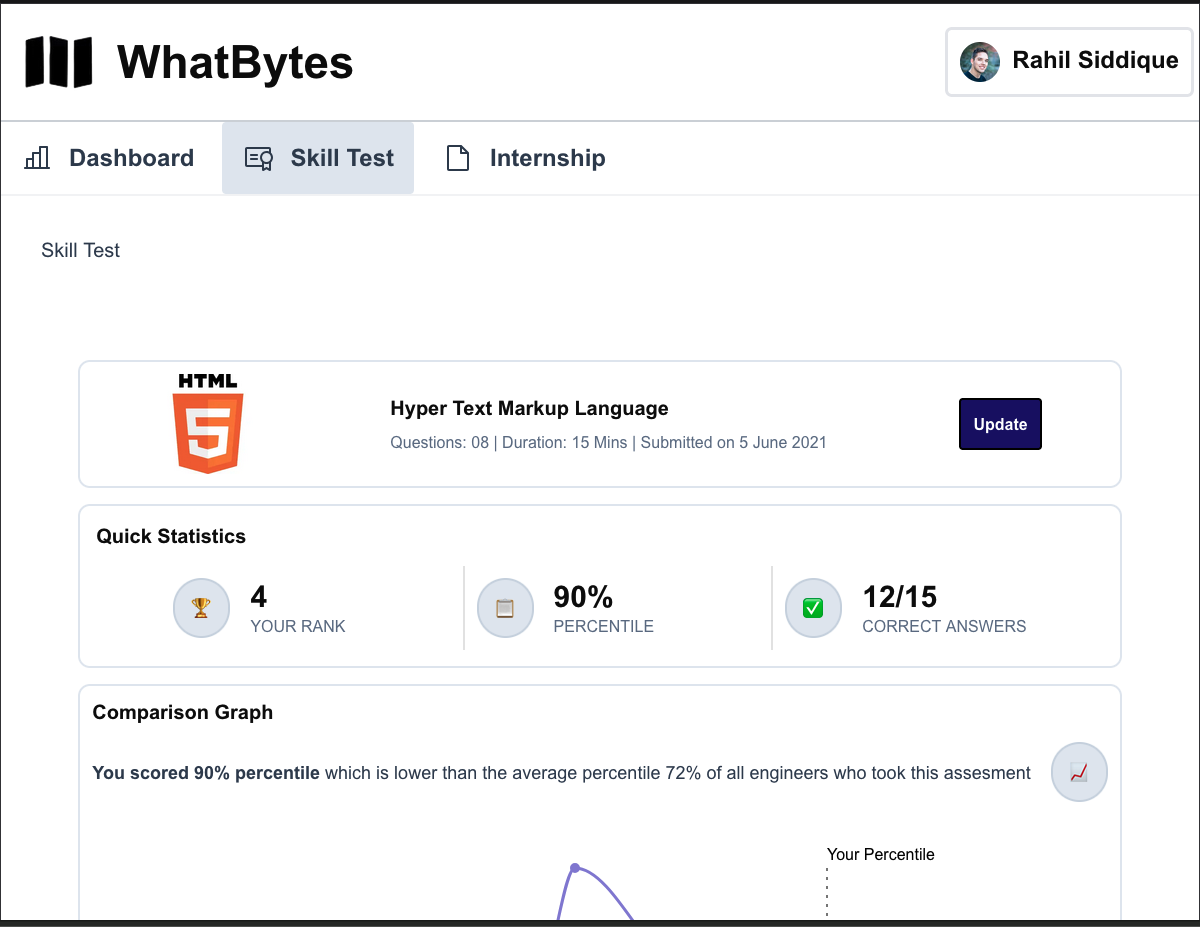 WhatBytes
Rahil Siddique
Dashboard
Skill Test
Internship
Skill Test
HTML
5
Hyper Text Markup Language
Questions: 08 | Duration: 15 Mins | Submitted on 5 June 2021
Update
Quick Statistics
4
YOUR RANK
90%
PERCENTILE
12/15
CORRECT ANSWERS
Comparison Graph
You scored 90% percentile which is lower than the average percentile 72% of all engineers who took this assesment
Your Percentile